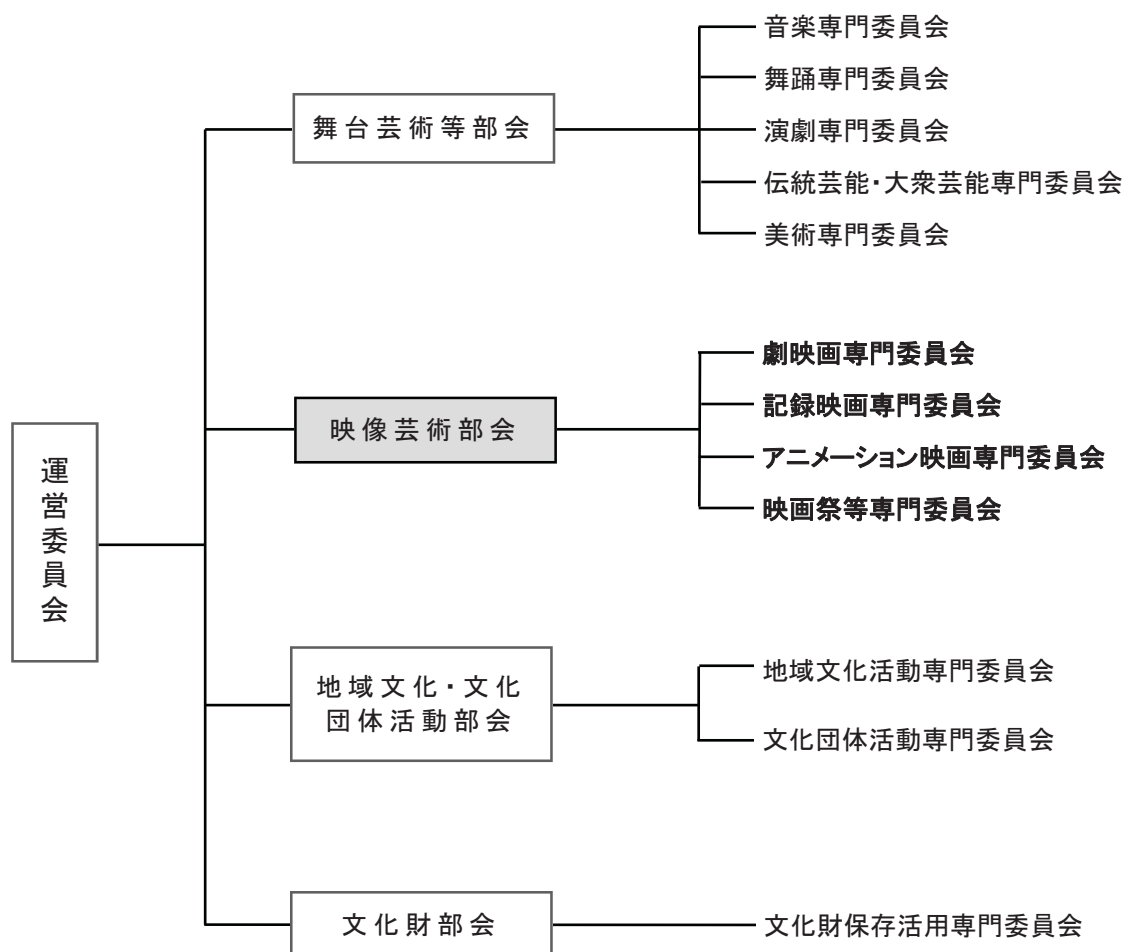 運営委員会
舞台芸術等部会
音楽専門委員会
舞踊専門委員会
演劇専門委員会
伝統芸能・大衆芸能専門委員会
美術専門委員会
映像芸術部会
劇映画専門委員会
記録映画専門委員会
アニメーション映画専門委員会
映画祭等専門委員会
地域文化・文化
団体活動部会
地域文化活動専門委員会
文化団体活動専門委員会
文化財部会
文化財保存活用専門委員会